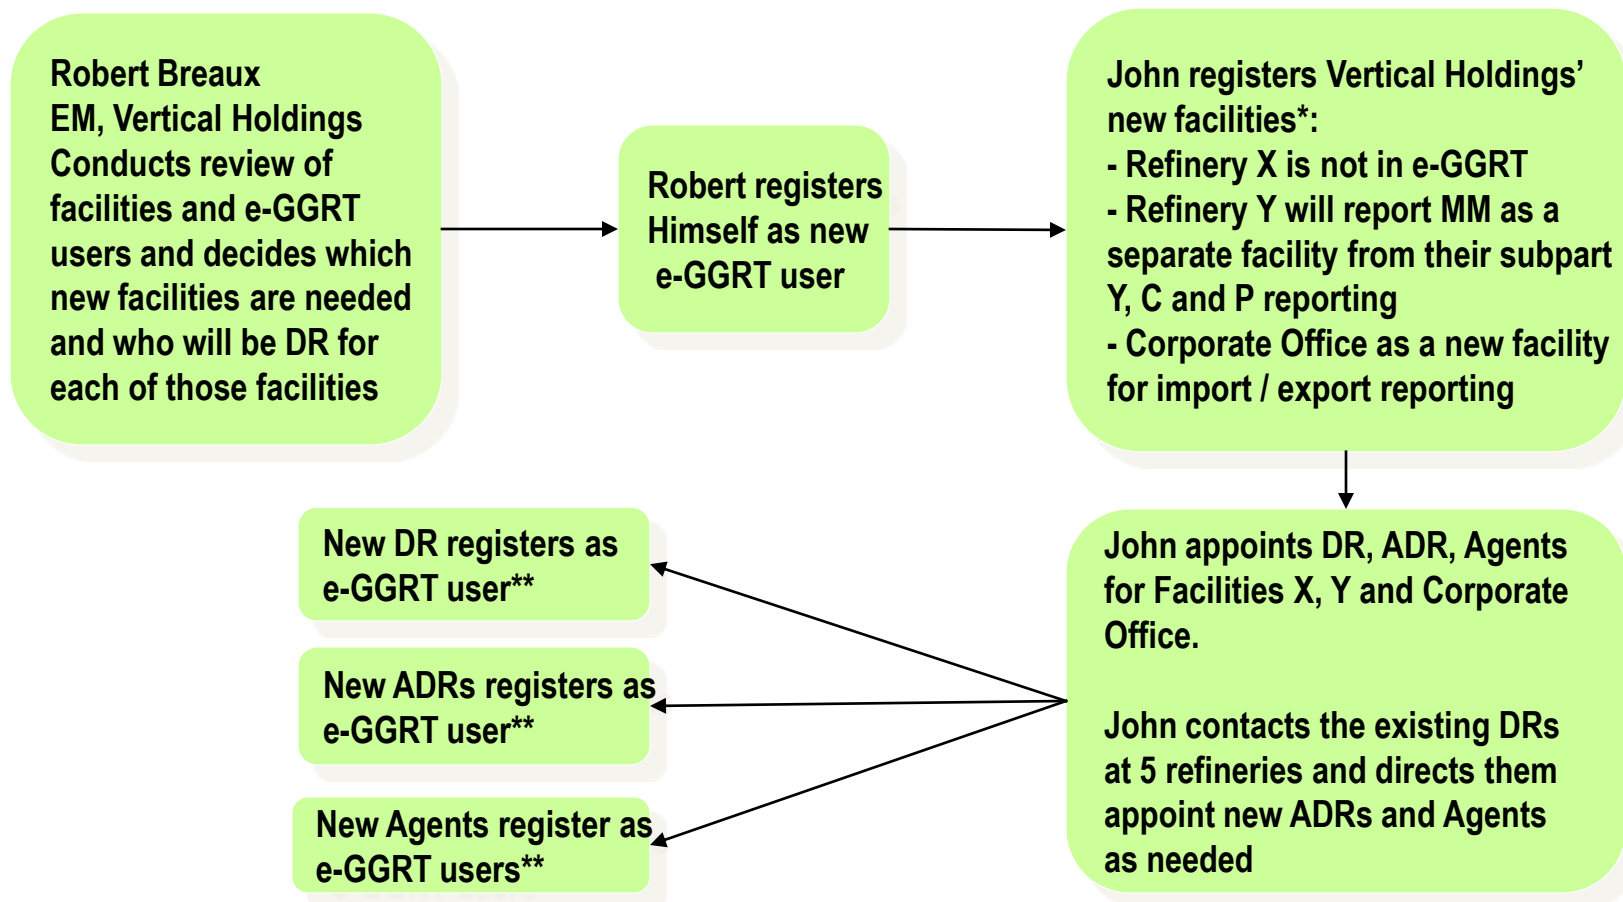 Robert Breaux
EM, Vertical Holdings
Conducts review of
facilities and e-GGRT
users and decides which
new facilities are needed
and who will be DR for
each of those facilities
Robert registers
Himself as new
e-GGRT user
John registers Vertical Holdings’
new facilities*:
- Refinery X is not in e-GGRT
- Refinery Y will report MM as a
separate facility from their subpart
Y, C and P reporting
- Corporate Office as a new facility
for import / export reporting
John appoints DR, ADR, Agents
for Facilities X, Y and Corporate
Office.
John contacts the existing DRs
at 5 refineries and directs them
appoint new ADRs and Agents
as needed
New DR registers as
e-GGRT user**
New ADRs registers as
e-GGRT user**
New Agents register as
e-GGRT users**